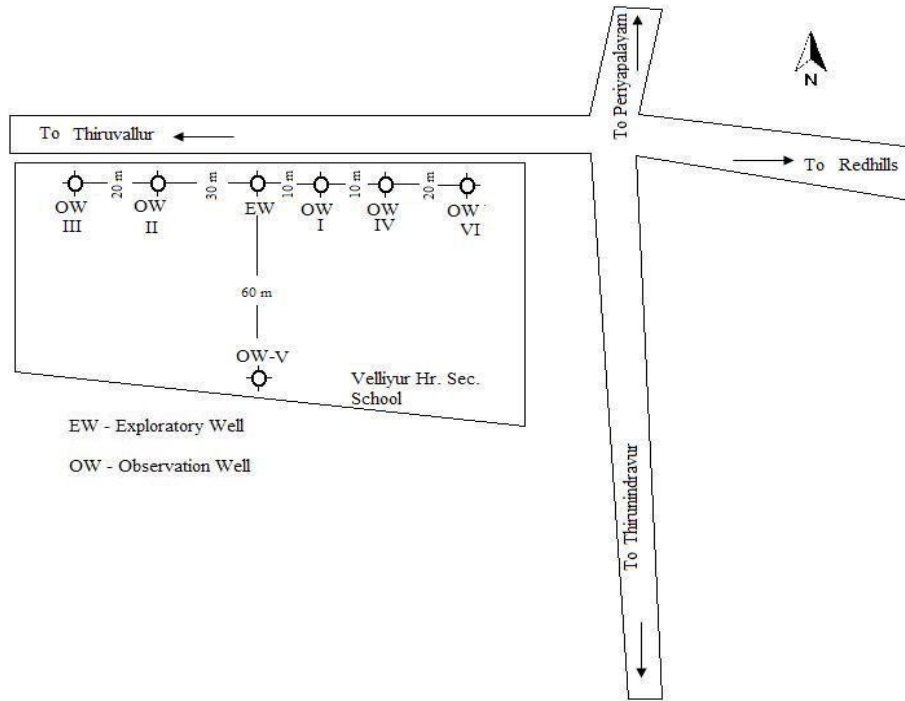 To Periyapalayam
N
To Thiruvallur
To Redhills
20 m
30 m
10 m
10 m
20 m
OW
III
OW
II
EW
OW
I
OW
IV
OW
VI
60 m
OW-V
Velliyur Hr. Sec.
School
EW - Exploratory Well
OW - Observation Well
To Thirunindravur